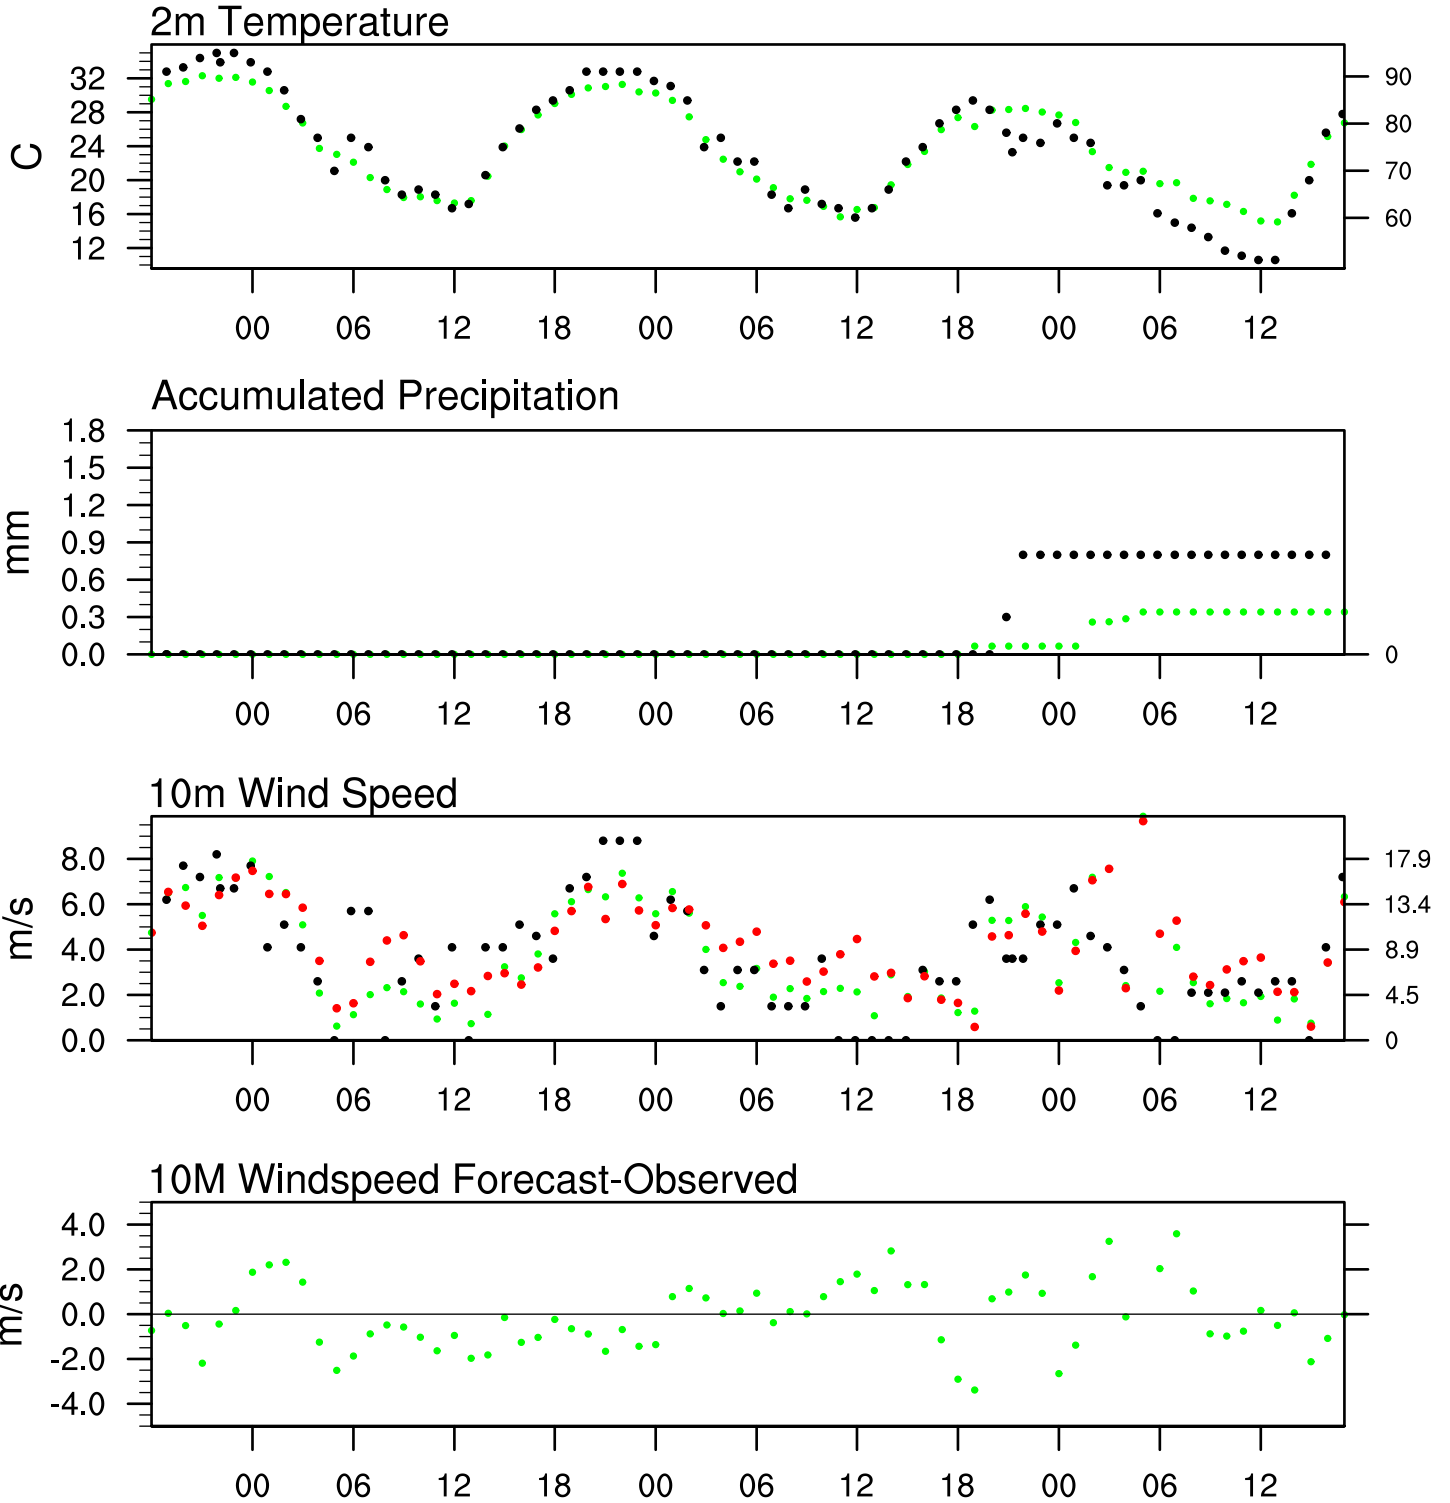 2m Temperature
C
32
28
24
20
16
12
90
80
70
60
00 06 12 18 00 06 12 18 00 06 12
Accumulated Precipitation
mm
1.8
1.5
1.2
0.9
0.6
0.3
0.0
0
00 06 12 18 00 06 12 18 00 06 12
10m Wind Speed
m/s
8.0
6.0
4.0
2.0
0.0
17.9
13.4
8.9
4.5
0
00 06 12 18 00 06 12 18 00 06 12
10M Windspeed Forecast-Observed
m/s
4.0
2.0
0.0
-2.0
-4.0
00 06 12 18 00 06 12 18 00 06 12